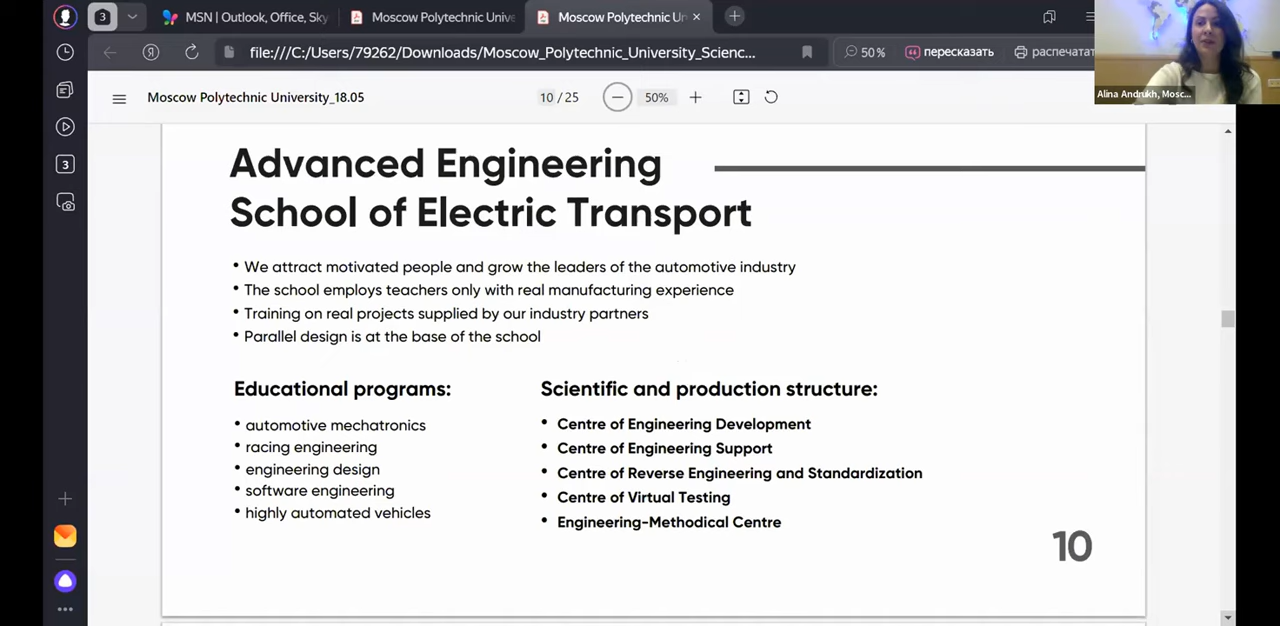 3
MSN | Outlook, Office, Sky
Moscow Polytechnic Unive
Moscow Polytechnic Un
file:///C:/Users/79262/Downloads/Moscow_Polytechnic_University_Scienc...
50%
пересказать
распечатат
Alina Andrukh, Mosc...
Moscow Polytechnic University_18.05
10 / 25
50%
3
Advanced Engineering
School of Electric Transport
• We attract motivated people and grow the leaders of the automotive industry
• The school employs teachers only with real manufacturing experience
• Training on real projects supplied by our industry partners
• Parallel design is at the base of the school
Educational programs:
• automotive mechatronics
• racing engineering
• engineering design
• software engineering
• highly automated vehicles
Scientific and production structure:
• Centre of Engineering Development
• Centre of Engineering Support
• Centre of Reverse Engineering and Standardization
• Centre of Virtual Testing
• Engineering-Methodical Centre
10